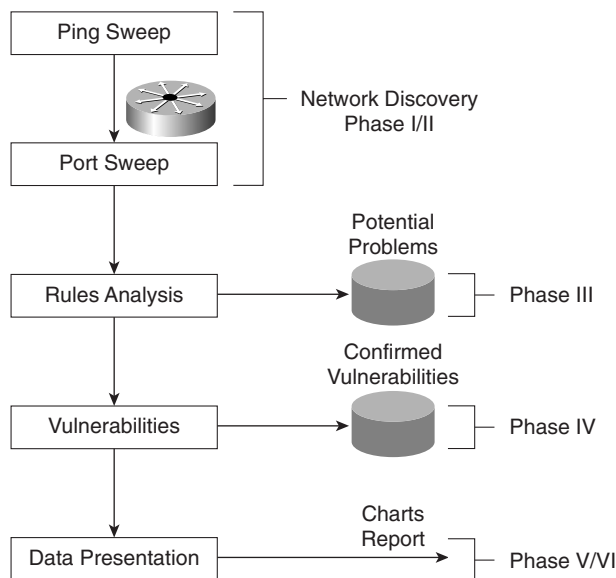 Ping Sweep
Network Discovery
Phase I/II
Port Sweep
Potential
Problems
Rules Analysis
Phase III
Confirmed
Vulnerabilities
Vulnerabilities
Phase IV
Charts
Report
Data Presentation
Phase V/VI